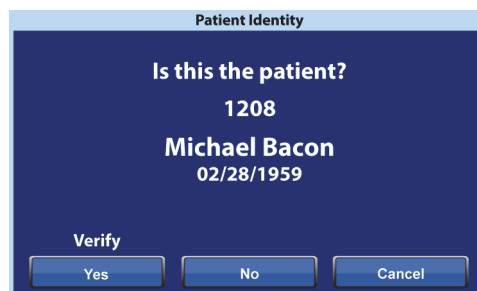 Patient Identity
Is this the patient?
1208
Michael Bacon
02/28/1959
Verify
Yes No Cancel